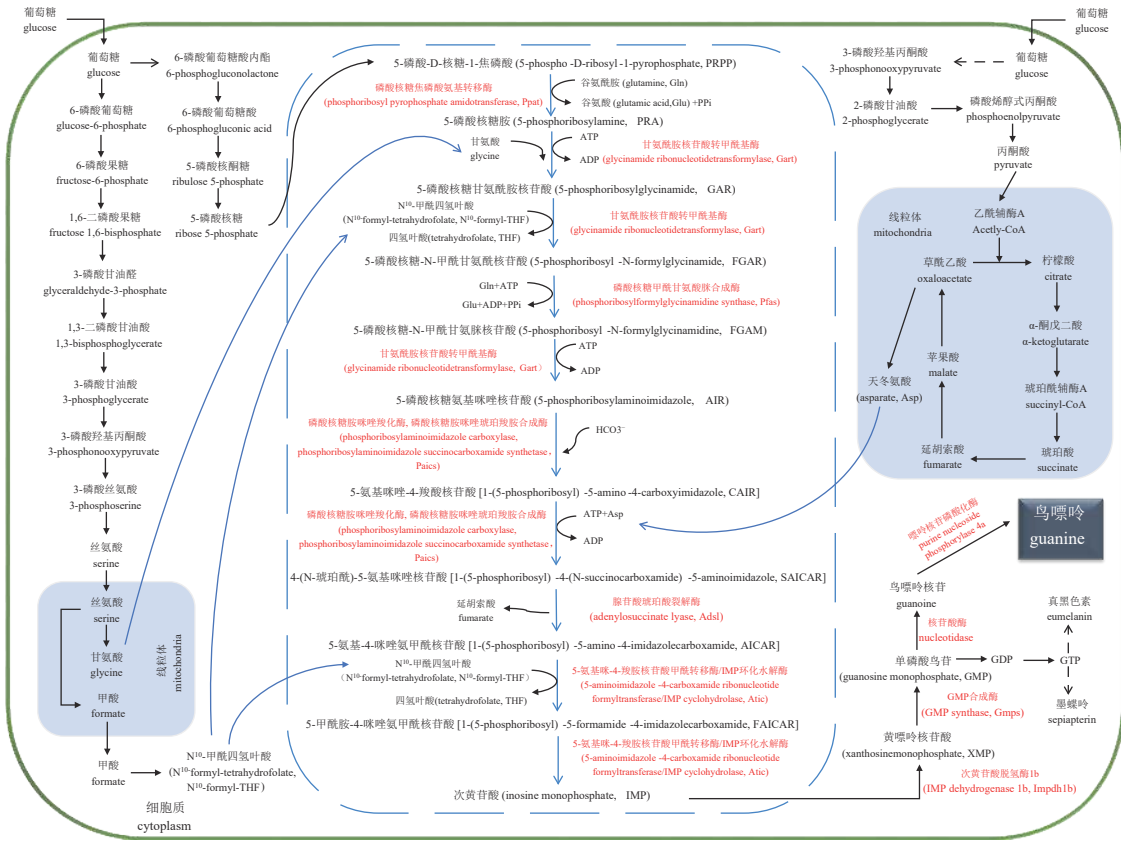 葡萄糖
glucose
葡萄糖
glucose
6-磷酸葡萄糖
glucose-6-phosphate
6-磷酸果糖
fructose-6-phosphate
1,6-二磷酸果糖
fructose 1,6-bisphosphate
3-磷酸甘油醛
glyceraldehyde-3-phosphate
1,3-二磷酸甘油酸
1,3-bisphosphoglycerate
3-磷酸甘油酸
3-phosphoglycerate
3-磷酸羟基丙酮酸
3-phosphonooxypyruvate
3-磷酸丝氨酸
3-phosphoserine
丝氨酸
serine
丝氨酸
serine
甘氨酸
glycine
甲酸
formate
线粒体
mitochondria
甲酸
formate
N¹⁰-甲酰四氢叶酸
(N¹⁰-formyl-tetrahydrofolate,
N¹⁰-formyl-THF)
细胞质
cytoplasm
6-磷酸葡萄糖酸内酯
6-phosphogluconolactone
6-磷酸葡萄糖酸
6-phosphogluconic acid
5-磷酸核酮糖
ribulose 5-phosphate
5-磷酸核糖
ribose 5-phosphate
5-磷酸-D-核糖-1-焦磷酸 (5-phospho -D-ribosyl-1-pyrophosphate, PRPP)
磷酸核糖焦磷酸氨基转移酶
(phosphoribosyl pyrophosphate amidotransferase, Ppat)
谷氨酰胺 (glutamine, Gln)
谷氨酸 (glutamic acid,Glu) +PPi
5-磷酸核糖胺 (5-phosphoribosylamine, PRA)
甘氨酸
glycine
ATP
ADP
甘氨酰胺核苷酸转甲酰基酶
(glycinamide ribonucleotidetransformylase, Gart)
5-磷酸核糖甘氨酰胺核苷酸 (5-phosphoribosylglycinamide, GAR)
N¹⁰-甲酰四氢叶酸
(N¹⁰-formyl-tetrahydrofolate, N¹⁰-formyl-THF)
四氢叶酸(tetrahydrofolate, THF)
甘氨酰胺核苷酸转甲酰基酶
(glycinamide ribonucleotidetransformylase, Gart)
5-磷酸核糖-N-甲酰甘氨酰胺核苷酸 (5-phosphoribosyl -N-formylglycinamide, FGAR)
Gln+ATP
Glu+ADP+PPi
磷酸核糖甲酰甘氨酸脒合成酶
(phosphoribosylformylglycinamidine synthase, Pfas)
5-磷酸核糖-N-甲酰甘氨脒核苷酸 (5-phosphoribosyl -N-formylglycinamidine, FGAM)
甘氨酰胺核苷酸转甲酰基酶
(glycinamide ribonucleotidetransformylase, Gart）
ATP
ADP
5-磷酸核糖氨基咪唑核苷酸 (5-phosphoribosylaminoimidazole, AIR)
磷酸核糖胺咪唑羧化酶, 磷酸核糖胺咪唑琥珀羧胺合成酶
(phosphoribosylaminoimidazole carboxylase,
phosphoribosylaminoimidazole succinocarboxamide synthetase,
Paics)
HCO3⁻
5-氨基咪唑-4-羧酸核苷酸 [1-(5-phosphoribosyl) -5-amino -4-carboxyimidazole, CAIR]
磷酸核糖胺咪唑羧化酶, 磷酸核糖胺咪唑琥珀羧胺合成酶
(phosphoribosylaminoimidazole carboxylase,
phosphoribosylaminoimidazole succinocarboxamide synthetase,
Paics)
ATP+Asp
ADP
4-(N-琥珀酰)-5-氨基咪唑核苷酸 [1-(5-phosphoribosyl) -4-(N-succinocarboxamide) -5-aminoimidazole, SAICAR]
延胡索酸
fumarate
腺苷酸琥珀酸裂解酶
(adenylosuccinate lyase, Adsl)
5-氨基-4-咪唑氨甲酰核苷酸 [1-(5-phosphoribosyl) -5-amino -4-imidazolecarboxamide, AICAR]
N¹⁰-甲酰四氢叶酸
（N¹⁰-formyl-tetrahydrofolate, N¹⁰-formyl-THF）
四氢叶酸(tetrahydrofolate, THF)
5-氨基咪唑-4-羧胺核苷酸甲酰转移酶/IMP环化水解酶
(5-aminoimidazole -4-carboxamide ribonucleotide
formyltransferase/IMP cyclohydrolase, Atic)
5-甲酰胺-4-咪唑氨甲酰核苷酸 [1-(5-phosphoribosyl) -5-formamide -4-imidazolecarboxamide, FAICAR]
5-氨基咪唑-4-羧胺核苷酸甲酰转移酶/IMP环化水解酶
(5-aminoimidazole -4-carboxamide ribonucleotide
formyltransferase/IMP cyclohydrolase, Atic)
次黄苷酸 (inosine monophosphate, IMP)
葡萄糖
glucose
葡萄糖
glucose
3-磷酸羟基丙酮酸
3-phosphonooxypyruvate
2-磷酸甘油酸
2-phosphoglycerate
磷酸烯醇式丙酮酸
phosphoenolpyruvate
丙酮酸
pyruvate
线粒体
mitochondria
乙酰辅酶A
Acetly-CoA
草酰乙酸
oxaloacetate
柠檬酸
citrate
α-酮戊二酸
α-ketoglutarate
琥珀酰辅酶A
succinyl-CoA
琥珀酸
succinate
延胡索酸
fumarate
苹果酸
malate
天冬氨酸
(asparate, Asp)
鸟嘌呤
guanine
嘌呤核苷磷酸化酶
purine nucleoside
phosphorylase 4a
鸟嘌呤核苷
guanoine
核苷酸酶
nucleotidase
单磷酸鸟苷
(guanosine monophosphate, GMP)
GDP
GTP
真黑色素
eumelanin
墨蝶呤
sepiapterin
GMP合成酶
(GMP synthase, Gmps)
黄嘌呤核苷酸
(xanthosinemonophosphate, XMP)
次黄苷酸脱氢酶1b
(IMP dehydrogenase 1b, Impdh1b)